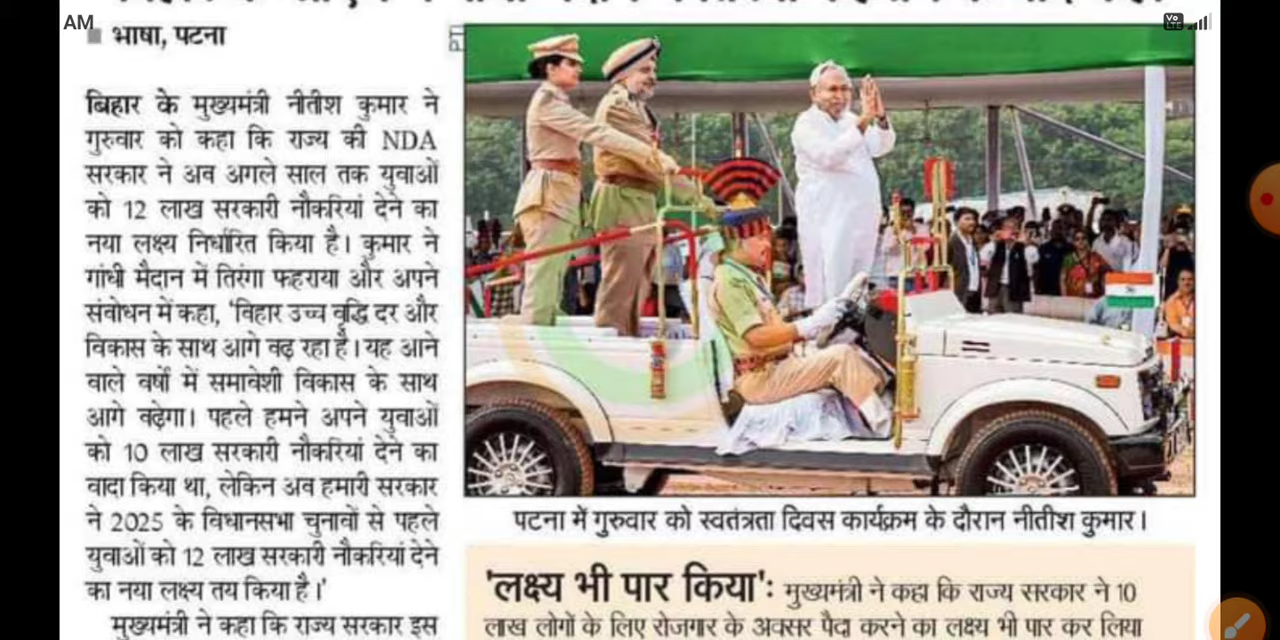 AM
Vo
LTE
भाषा, पटना
PTI
बिहार के मुख्यमंत्री नीतीश कुमार ने
गुरुवार को कहा कि राज्य की NDA
सरकार ने अब अगले साल तक युवाओं
को 12 लाख सरकारी नौकरियां देने का
नया लक्ष्य निर्धारित किया है। कुमार ने
गांधी मैदान में तिरंगा फहराया और अपने
संबोधन में कहा, 'बिहार उच्च वृद्धि दर और
विकास के साथ आगे बढ़ रहा है। यह आने
वाले वर्षों में समावेशी विकास के साथ
आगे बढ़ेगा। पहले हमने अपने युवाओं
को 10 लाख सरकारी नौकरियां देने का
वादा किया था, लेकिन अब हमारी सरकार
ने 2025 के विधानसभा चुनावों से पहले
युवाओं को 12 लाख सरकारी नौकरियां देने
का नया लक्ष्य तय किया है।'
मुख्यमंत्री ने कहा कि राज्य सरकार इस
पटना में गुरुवार को स्वतंत्रता दिवस कार्यक्रम के दौरान नीतीश कुमार।
'लक्ष्य भी पार किया': मुख्यमंत्री ने कहा कि राज्य सरकार ने 10
लाख लोगों के लिए रोजगार के अवसर पैदा करने का लक्ष्य भी पार कर लिया